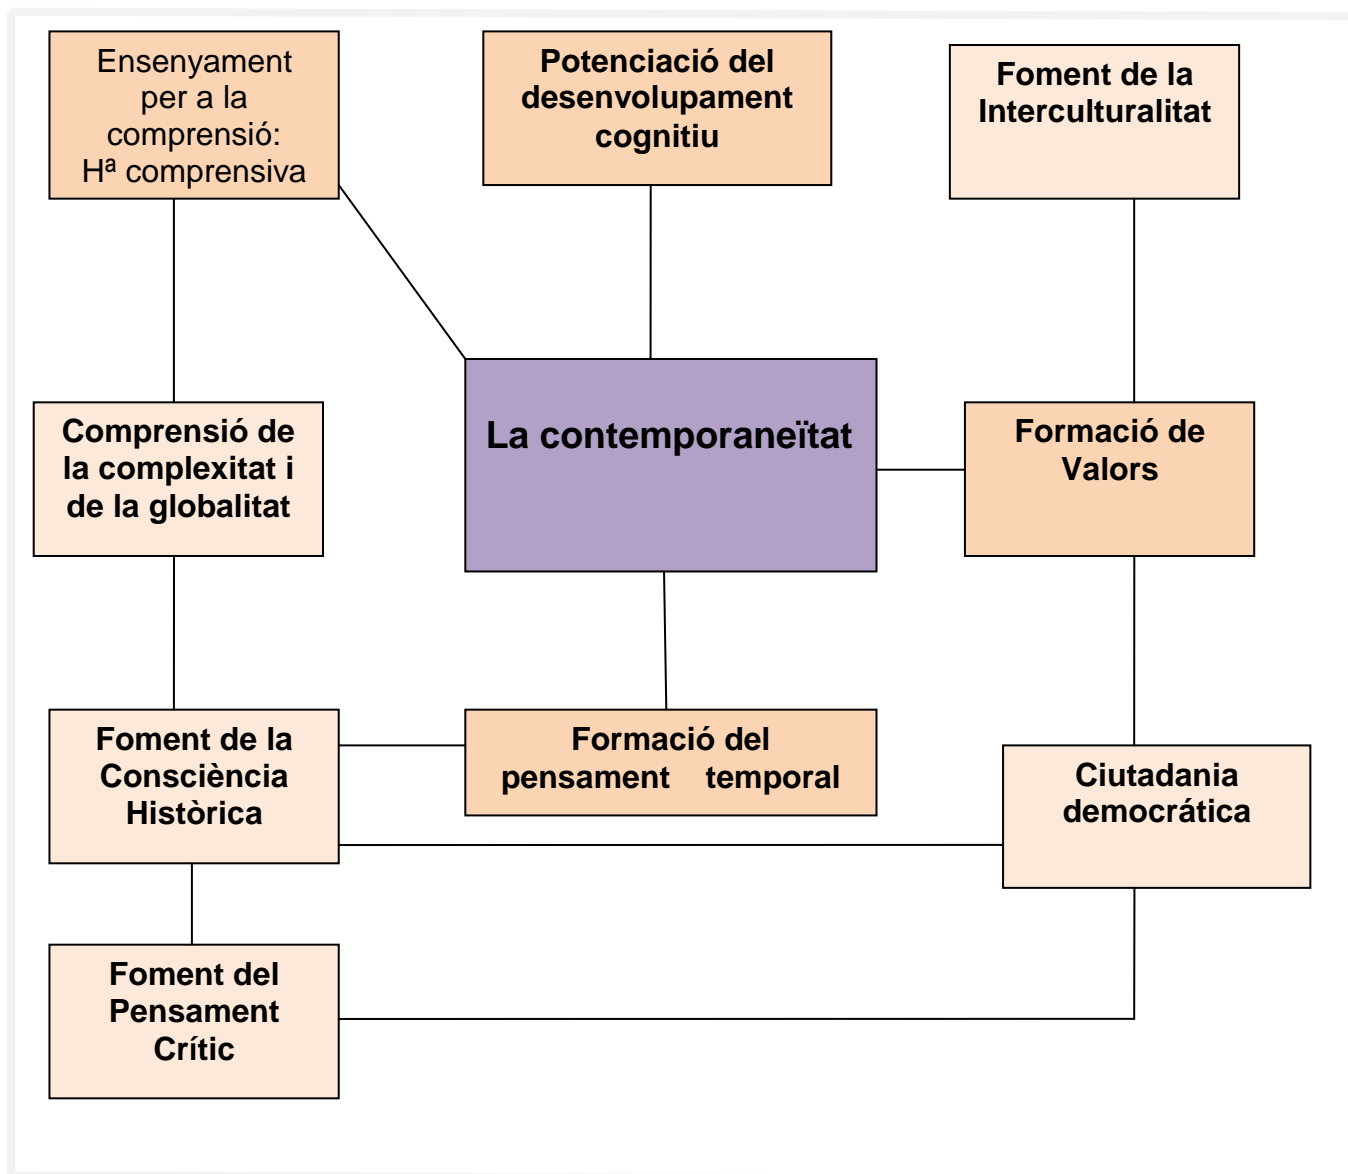 Ensenyament
per a la
comprensió:
Hª comprensiva
Potenciació del
desenvolupament
cognitiu
Foment de la
Interculturalitat
Comprensió de
la complexitat i
de la globalitat
La contemporaneïtat
Formació de
Valors
Foment de la
Consciència
Històrica
Formació del
pensament temporal
Ciutadania
democrática
Foment del
Pensament
Crític